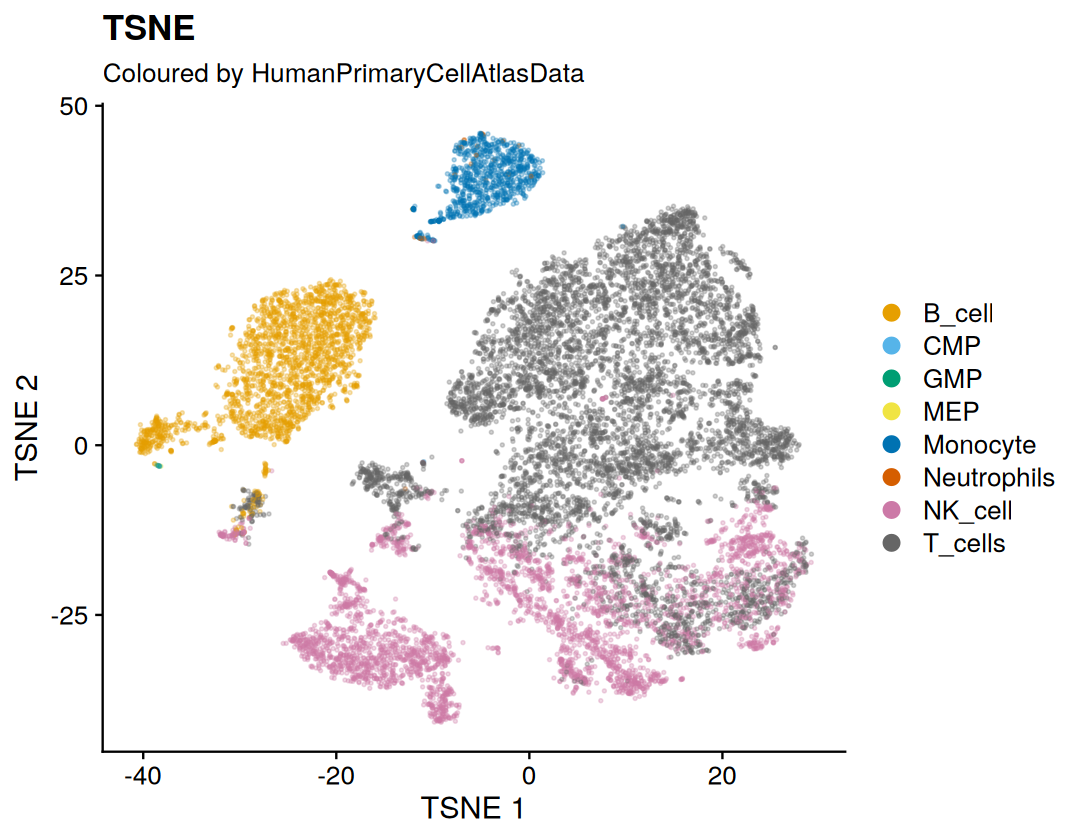 TSNE
Coloured by HumanPrimaryCellAtlasData
50
25
0
-25
TSNE 2
-40
-20
0
20
TSNE 1
B_cell
CMP
GMP
MEP
Monocyte
Neutrophils
NK_cell
T_cells